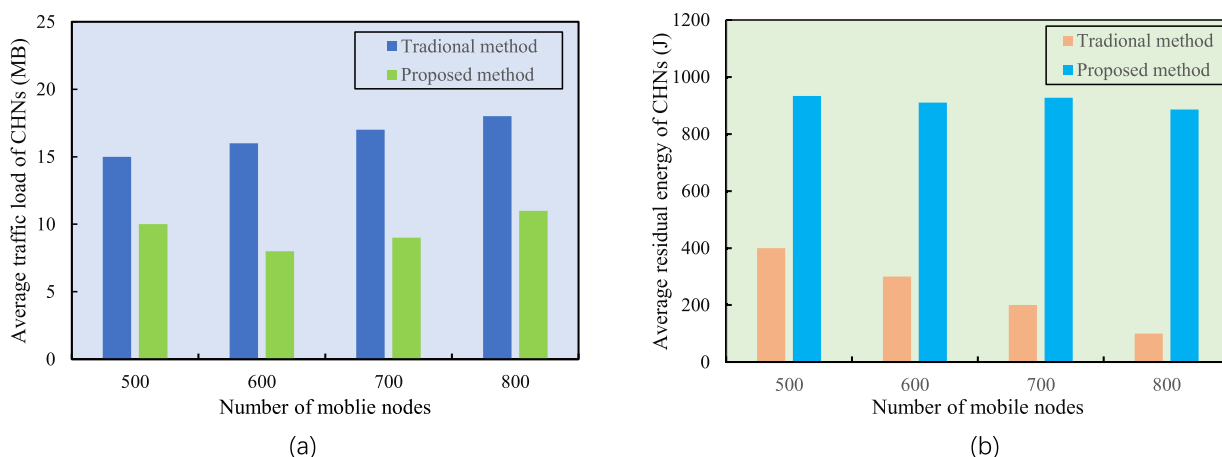 25
20
15
10
5
0
Average traffic load of CHNs (MB)
Tradional method
Proposed method
500 600 700 800
Number of moblie nodes
(a)
1200
1000
800
600
400
200
0
Average residual energy of CHNs (J)
Tradional method
Proposed method
500 600 700 800
Number of mobile nodes
(b)